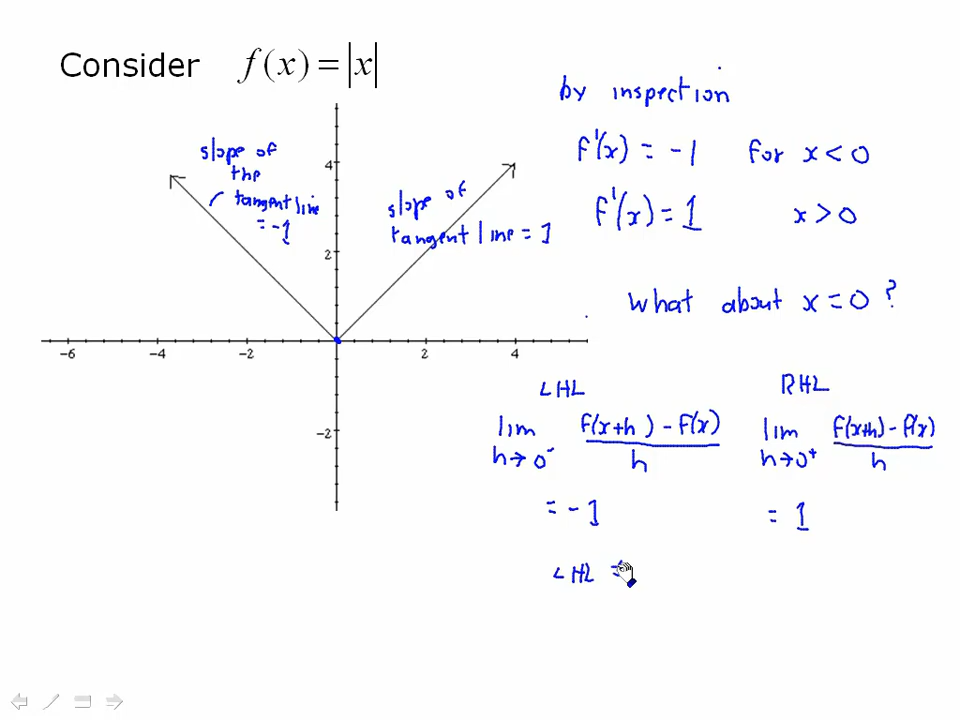 Consider f(x) = |x|
by inspection
f'(x) = -1 for x < 0
f'(x) = 1 x > 0
What about x = 0 ?
slope of
the
tangent line
= -1
slope of
tangent line = 1
4
2
-6 -4 -2 0 2 4
-2
LHL RHL
lim h→0⁻ f(x+h) - f(x) / h
lim h→0⁺ f(x+h) - f(x) / h
= -1 = 1
LHL =